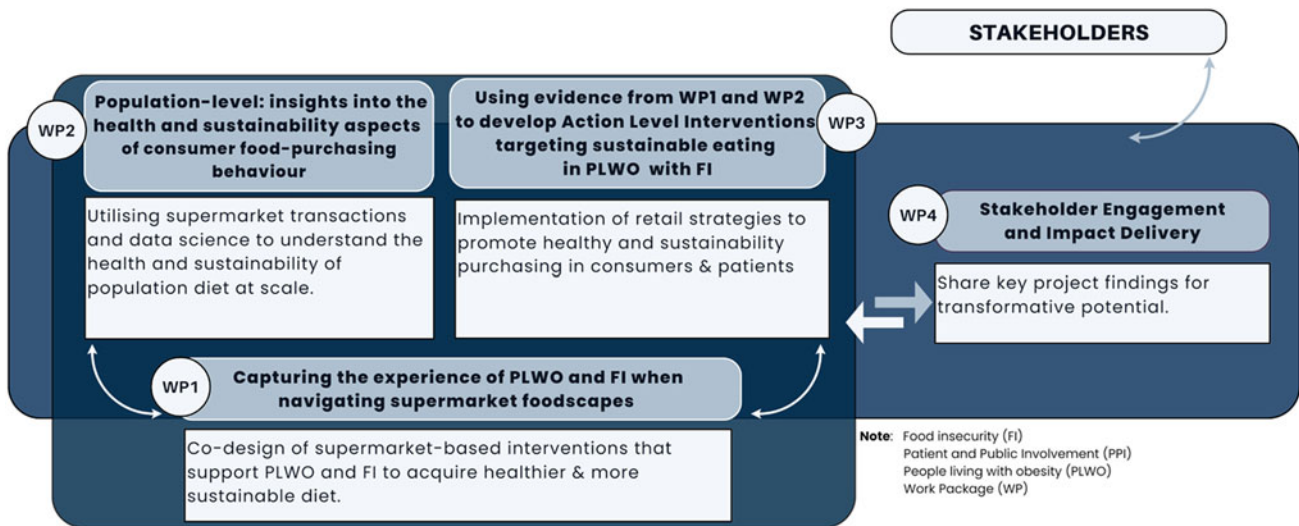 STAKEHOLDERS
WP2
Population-level: insights into the
health and sustainability aspects
of consumer food-purchasing
behaviour
Utilising supermarket transactions
and data science to understand the
health and sustainability of
population diet at scale.
Using evidence from WP1 and WP2
to develop Action Level Interventions
targeting sustainable eating
in PLWO with FI
WP3
Implementation of retail strategies to
promote healthy and sustainability
purchasing in consumers & patients
WP4
Stakeholder Engagement
and Impact Delivery
Share key project findings for
transformative potential.
WP1
Capturing the experience of PLWO and FI when
navigating supermarket foodscapes
Co-design of supermarket-based interventions that
support PLWO and FI to acquire healthier & more
sustainable diet.
Note: Food insecurity (FI)
Patient and Public Involvement (PPI)
People living with obesity (PLWO)
Work Package (WP)